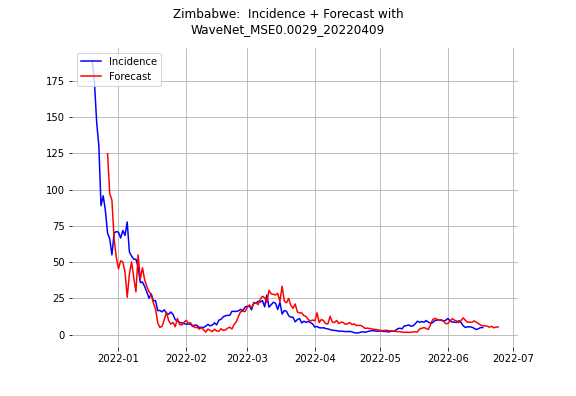 Zimbabwe:  Incidence + Forecast with
WaveNet_MSE0.0029_20220409
Incidence
Forecast
175
150
125
100
75
50
25
0
2022-01 2022-02 2022-03 2022-04 2022-05 2022-06 2022-07